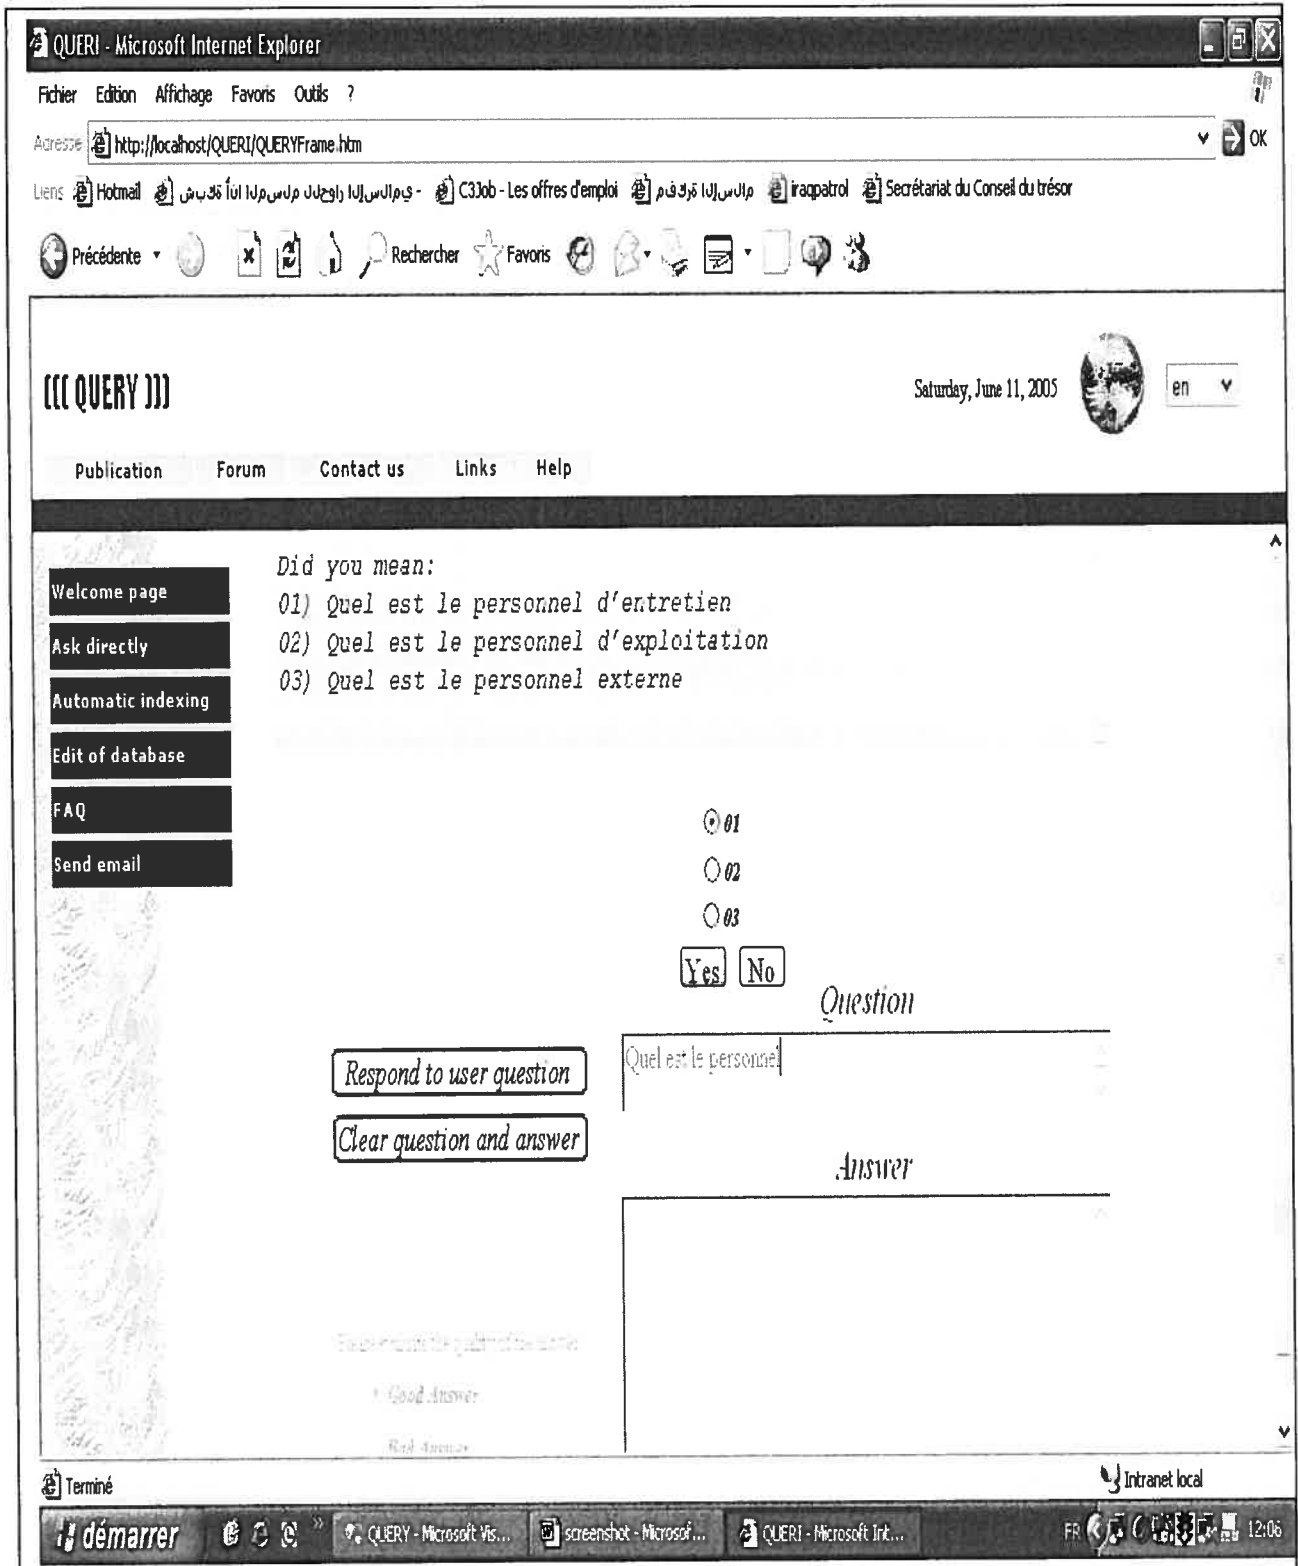 QUERI - Microsoft Internet Explorer
Fichier Edition Affichage Favoris Outils ?
Adresse http://localhost/QUERI/QUERYFrame.htm OK
Liens Hotmail C3Job - Les offres d'emploi iraqpatrol Secrétariat du Conseil du trésor
Précédente Rechercher Favoris
((( QUERY ))) Saturday, June 11, 2005 en
Publication Forum Contact us Links Help
Welcome page
Ask directly
Automatic indexing
Edit of database
FAQ
Send email
Did you mean:
01) Quel est le personnel d'entretien
02) Quel est le personnel d'exploitation
03) Quel est le personnel externe
01
02
03
Yes No
Question
Respond to user question Quel est le personnel
Clear question and answer
Answer
Good Answer
Bad Answer
Terminé Intranet local
démarrer QUERY - Microsoft Vis... screenshot - Microsof... QUERI - Microsoft Int... FR 12:06